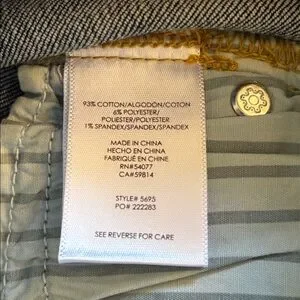 93% COTTON/ALGODÓN/COTON
6% POLYESTER/
POLIESTER/POLYESTER
1% SPANDEX/SPANDEX/SPANDEX
MADE IN CHINA
HECHO EN CHINA
FABRIQUÉ EN CHINE
RN#54077
CA#59814
STYLE# 5695
PO# 222283
SEE REVERSE FOR CARE